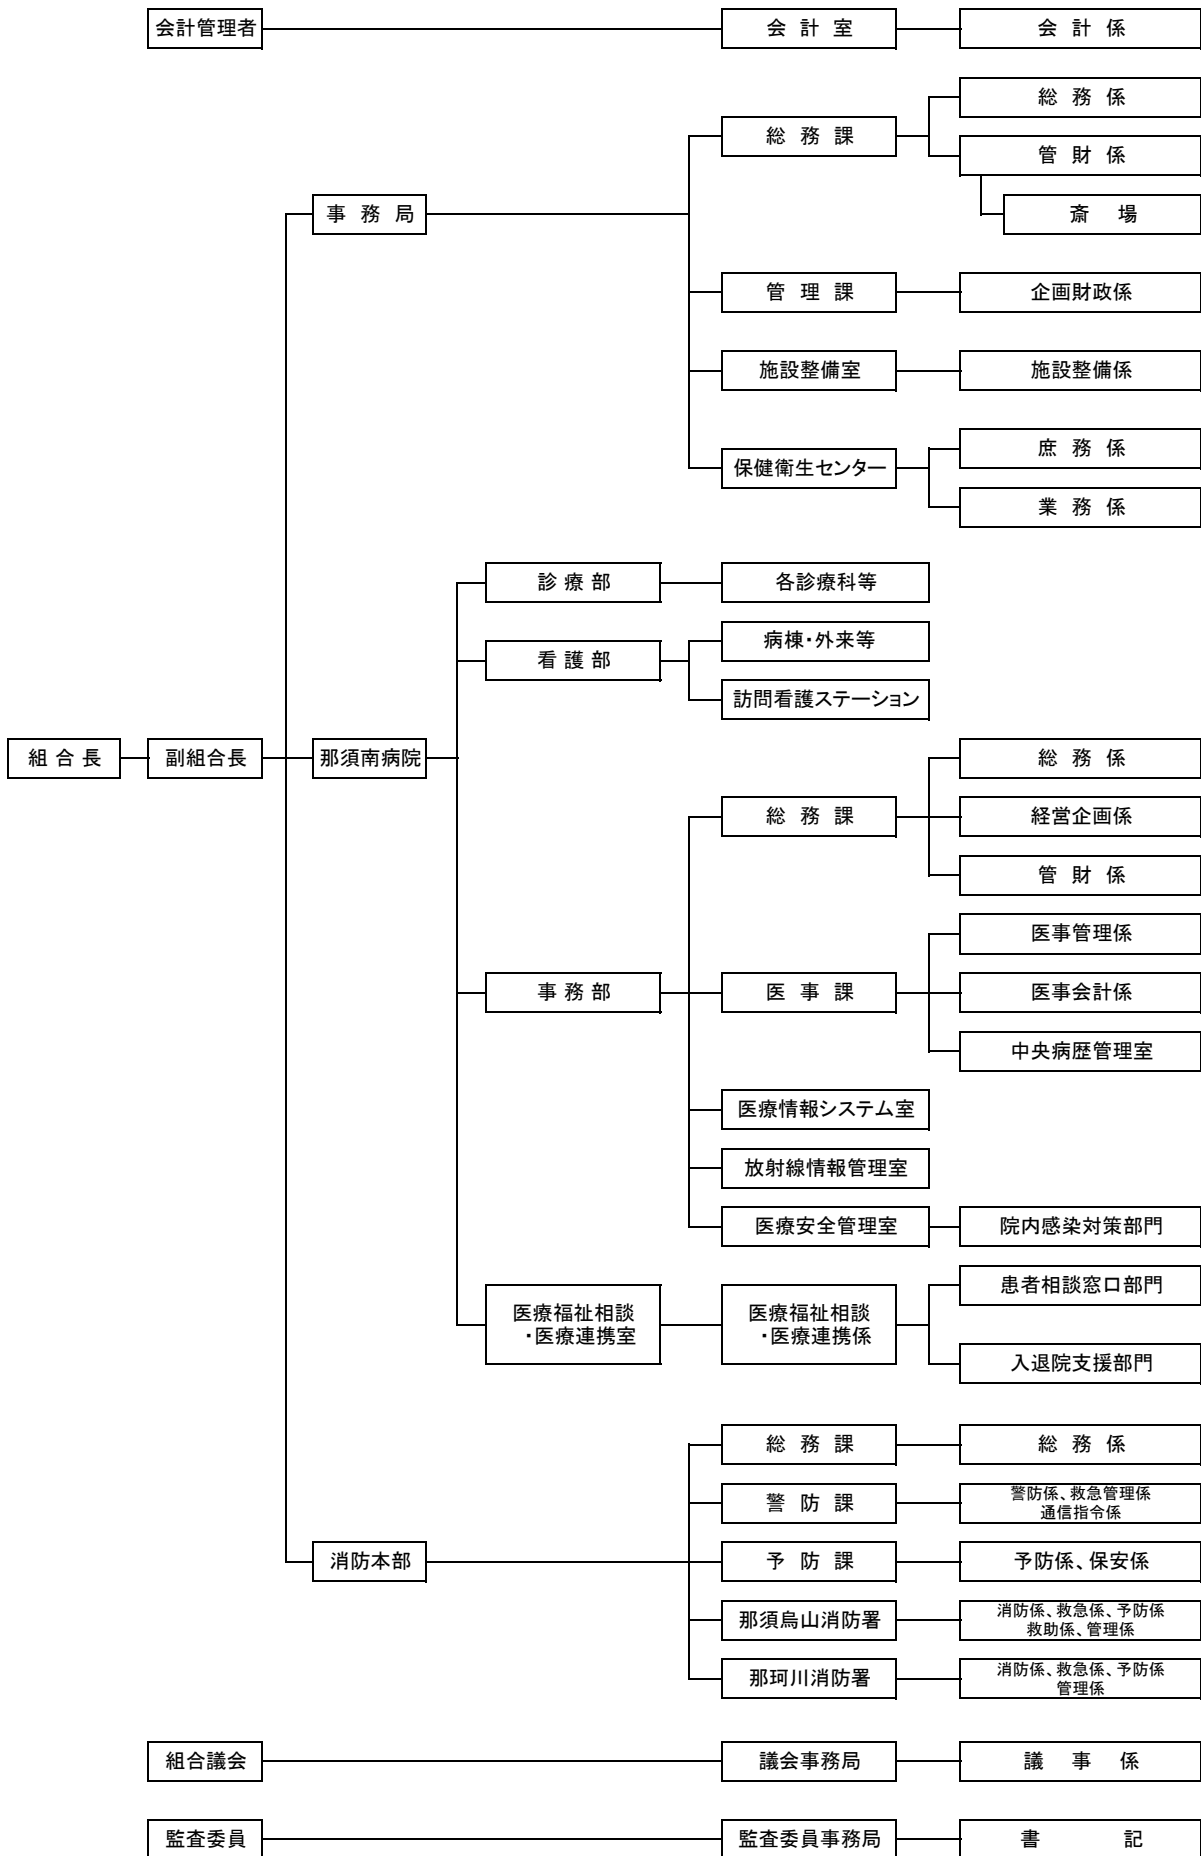 会計管理者 会計室 会計係
総務係
総務課
管財係
事務局 斎場
管理課 企画財政係
施設整備室 施設整備係
庶務係
保健衛生センター
業務係
診療部 各診療科等
病棟・外来等
看護部
訪問看護ステーション
組合長 副組合長 那須南病院 総務係
総務課 経営企画係
管財係
医事管理係
事務部 医事課 医事会計係
中央病歴管理室
医療情報システム室
放射線情報管理室
医療安全管理室 院内感染対策部門
患者相談窓口部門
医療福祉相談
・医療連携室
医療福祉相談
・医療連携係
入退院支援部門
総務課 総務係
警防課
警防係、救急管理係
通信指令係
消防本部 予防課 予防係、保安係
那須烏山消防署
消防係、救急係、予防係
救助係、管理係
那珂川消防署
消防係、救急係、予防係
管理係
組合議会 議会事務局 議事係
監査委員 監査委員事務局 書記